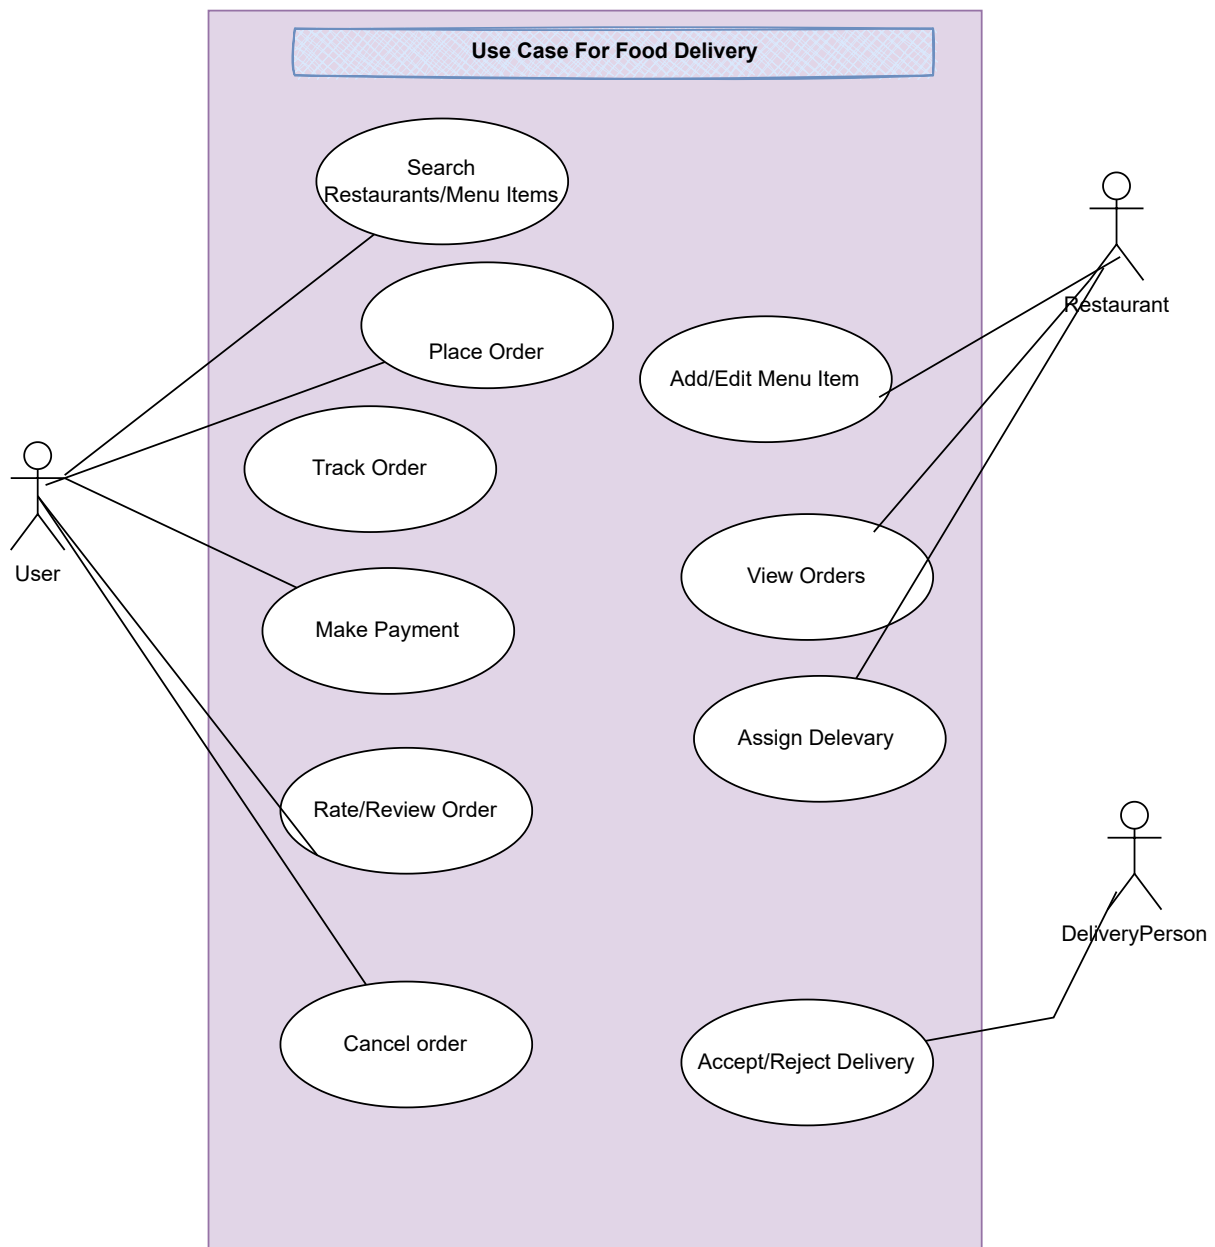 Use Case For Food Delivery
Search
Restaurants/Menu Items
Place Order
Restaurant
Add/Edit Menu Item
Track Order
User
View Orders
Make Payment
Assign Delevary
Rate/Review Order
DeliveryPerson
Cancel order
Accept/Reject Delivery